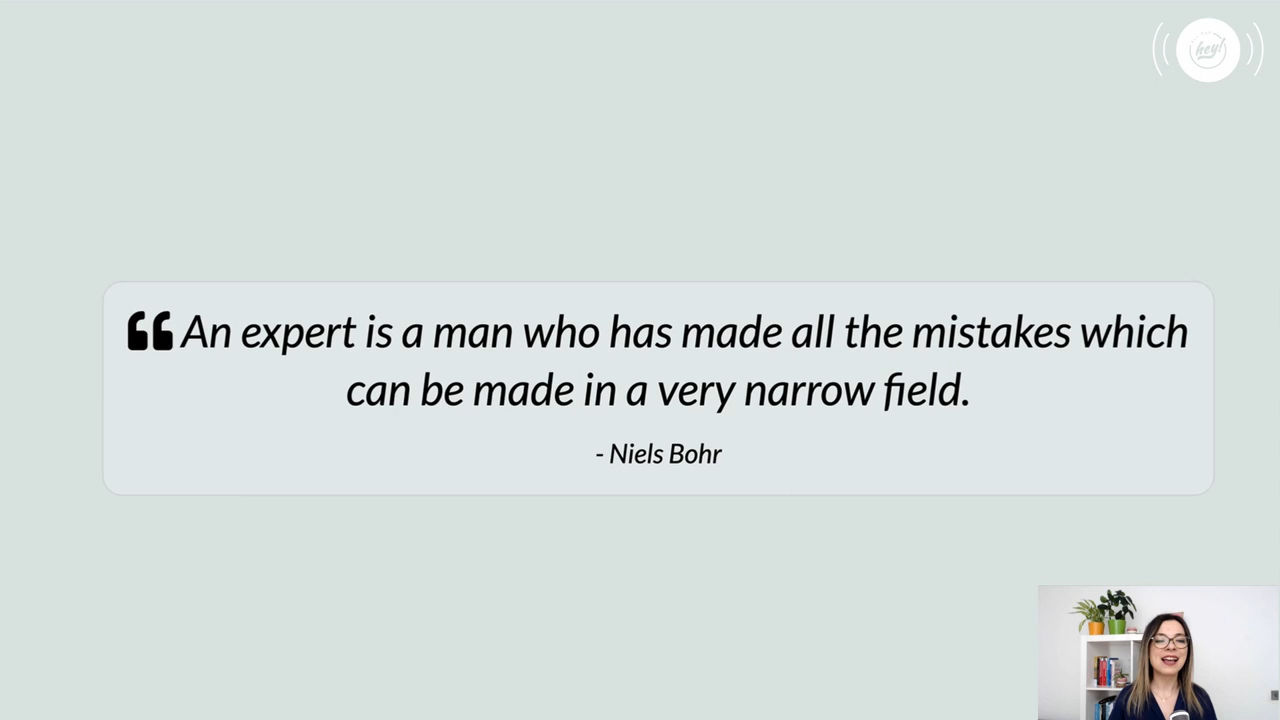 hey!
“An expert is a man who has made all the mistakes which
can be made in a very narrow field.
- Niels Bohr